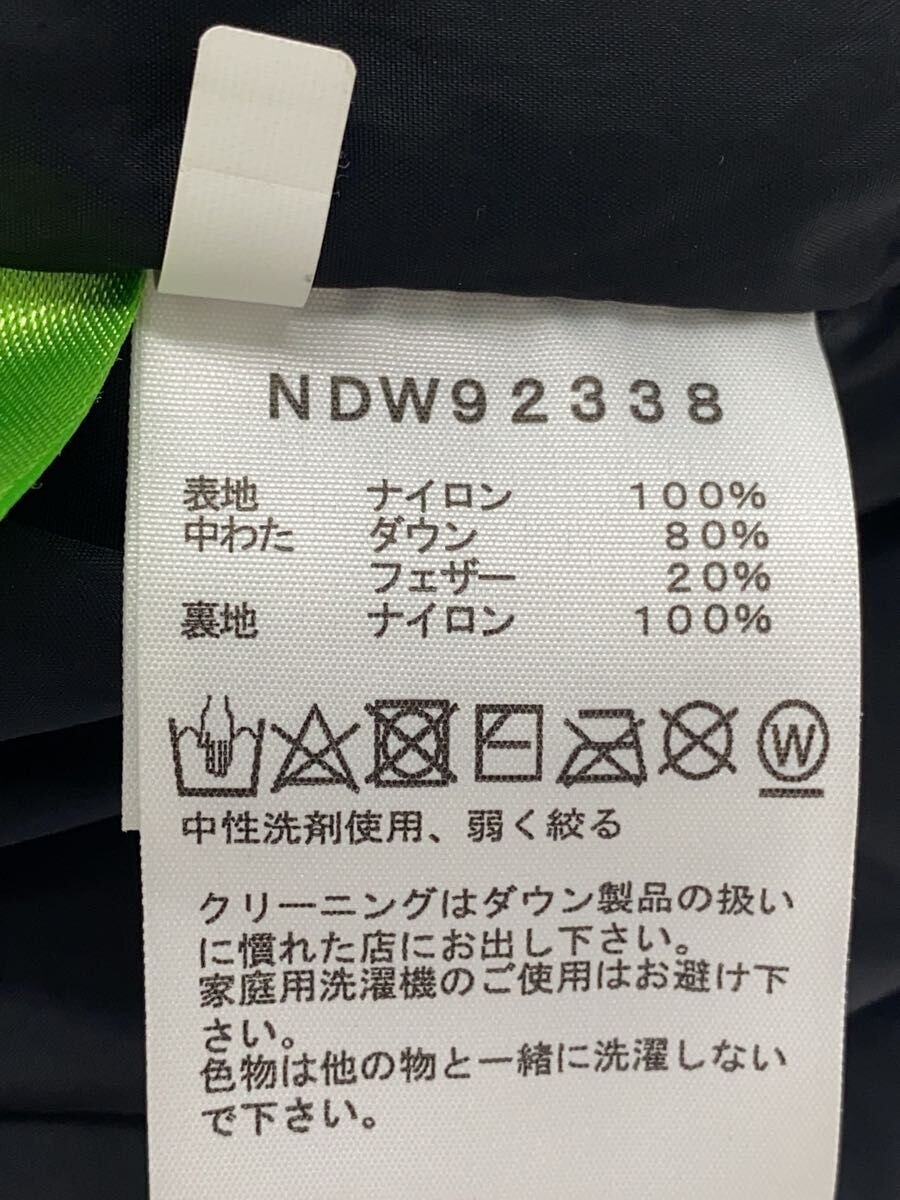 NDW92338
表地 ナイロン 100%
中わた ダウン 80%
フェザー 20%
裏地 ナイロン 100%
W
中性洗剤使用、弱く絞る
クリーニングはダウン製品の扱い
に慣れた店にお出し下さい。
家庭用洗濯機のご使用はお避け下
さい。
色物は他の物と一緒に洗濯しない
で下さい。